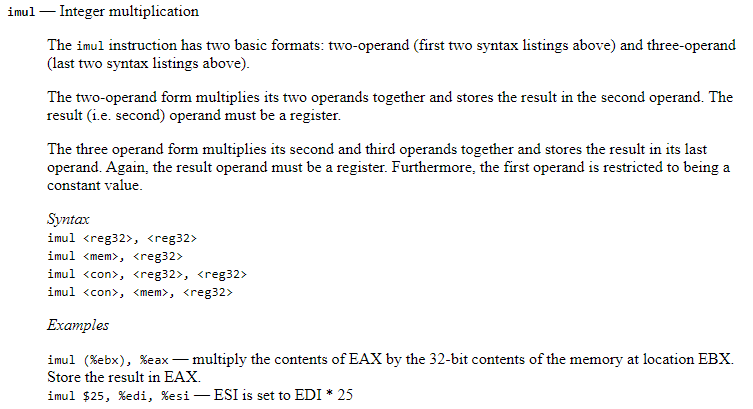 imul — Integer multiplication
The imul instruction has two basic formats: two-operand (first two syntax listings above) and three-operand
(last two syntax listings above).
The two-operand form multiplies its two operands together and stores the result in the second operand. The
result (i.e. second) operand must be a register.
The three operand form multiplies its second and third operands together and stores the result in its last
operand. Again, the result operand must be a register. Furthermore, the first operand is restricted to being a
constant value.
Syntax
imul <reg32>, <reg32>
imul <mem>, <reg32>
imul <con>, <reg32>, <reg32>
imul <con>, <mem>, <reg32>
Examples
imul (%ebx), %eax — multiply the contents of EAX by the 32-bit contents of the memory at location EBX.
Store the result in EAX.
imul $25, %edi, %esi — ESI is set to EDI * 25